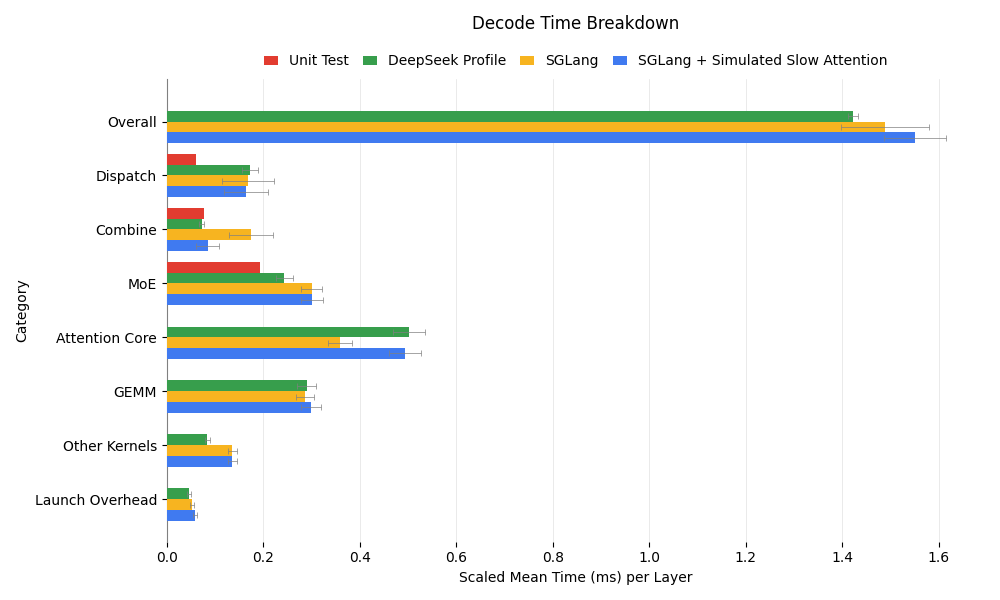 Decode Time Breakdown
Unit Test DeepSeek Profile SGLang SGLang + Simulated Slow Attention
Category
Overall
Dispatch
Combine
MoE
Attention Core
GEMM
Other Kernels
Launch Overhead
0.0 0.2 0.4 0.6 0.8 1.0 1.2 1.4 1.6
Scaled Mean Time (ms) per Layer